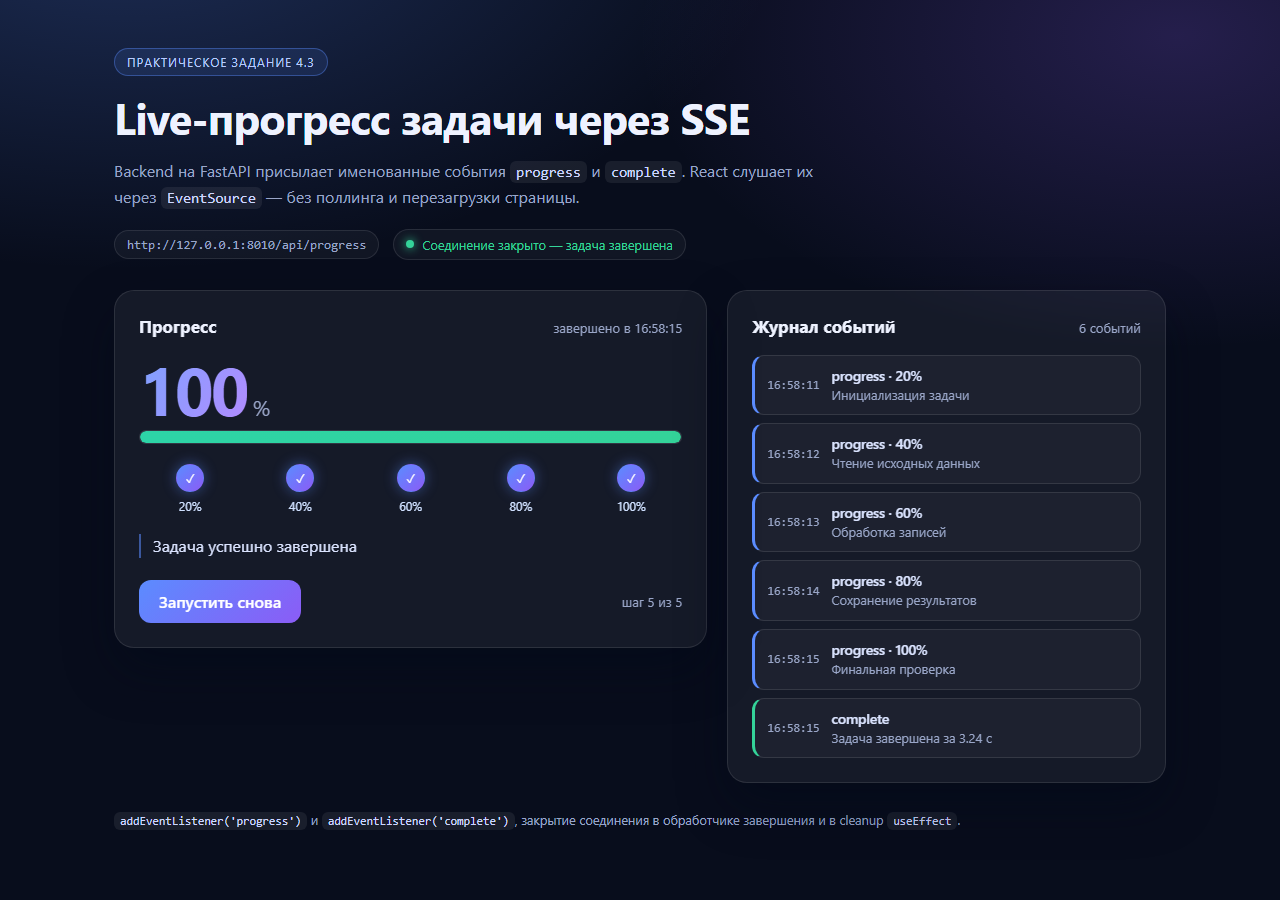 ПРАКТИЧЕСКОЕ ЗАДАНИЕ 4.3
Live-прогресс задачи через SSE
Backend на FastAPI присылает именованные события progress и complete. React слушает их
через EventSource — без поллинга и перезагрузки страницы.
http://127.0.0.1:8010/api/progress
Соединение закрыто — задача завершена
Прогресс
завершено в 16:58:15
100 %
✓ ✓ ✓ ✓ ✓
20% 40% 60% 80% 100%
Задача успешно завершена
Запустить снова
шаг 5 из 5
Журнал событий
6 событий
16:58:11 progress · 20%
Инициализация задачи
16:58:12 progress · 40%
Чтение исходных данных
16:58:13 progress · 60%
Обработка записей
16:58:14 progress · 80%
Сохранение результатов
16:58:15 progress · 100%
Финальная проверка
16:58:15 complete
Задача завершена за 3.24 с
addEventListener('progress') и addEventListener('complete'), закрытие соединения в обработчике завершения и в cleanup useEffect.